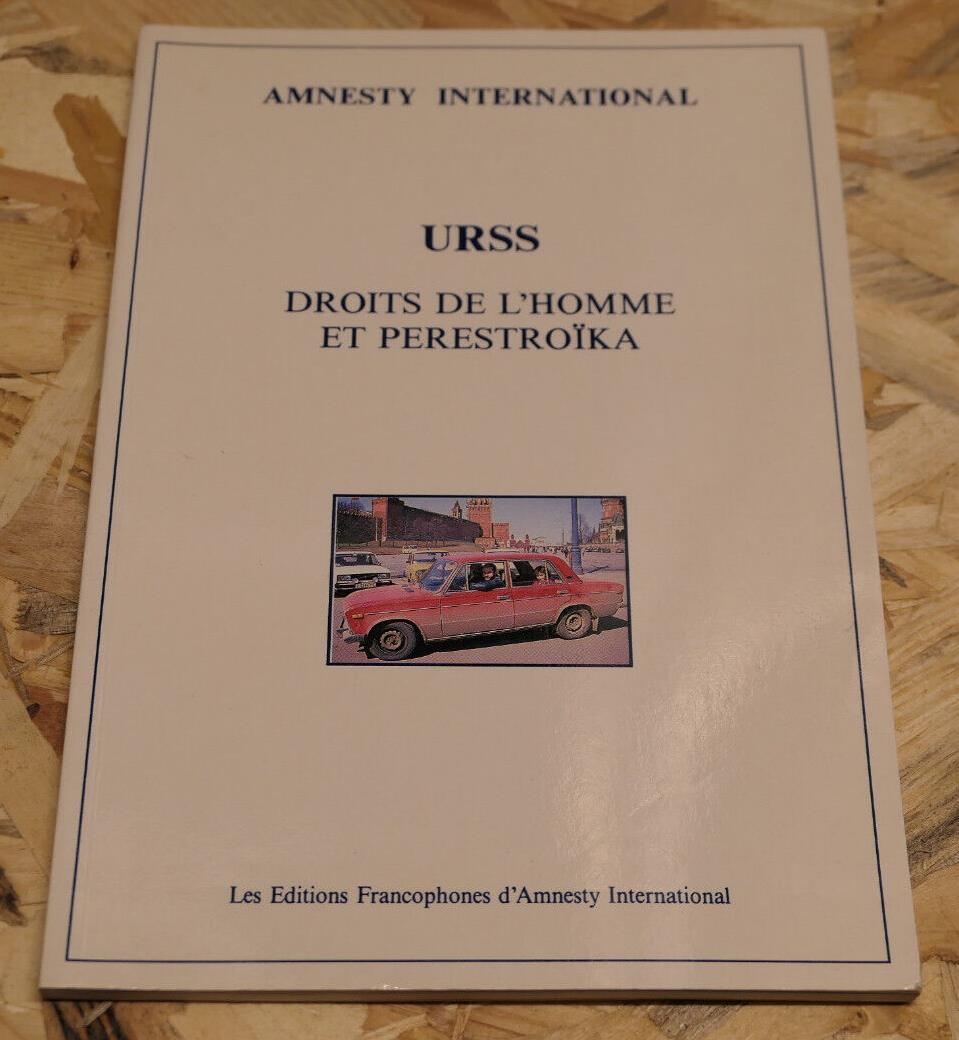 AMNESTY INTERNATIONAL
URSS
DROITS DE L'HOMME
ET PERESTROÏKA
Les Editions Francophones d'Amnesty International